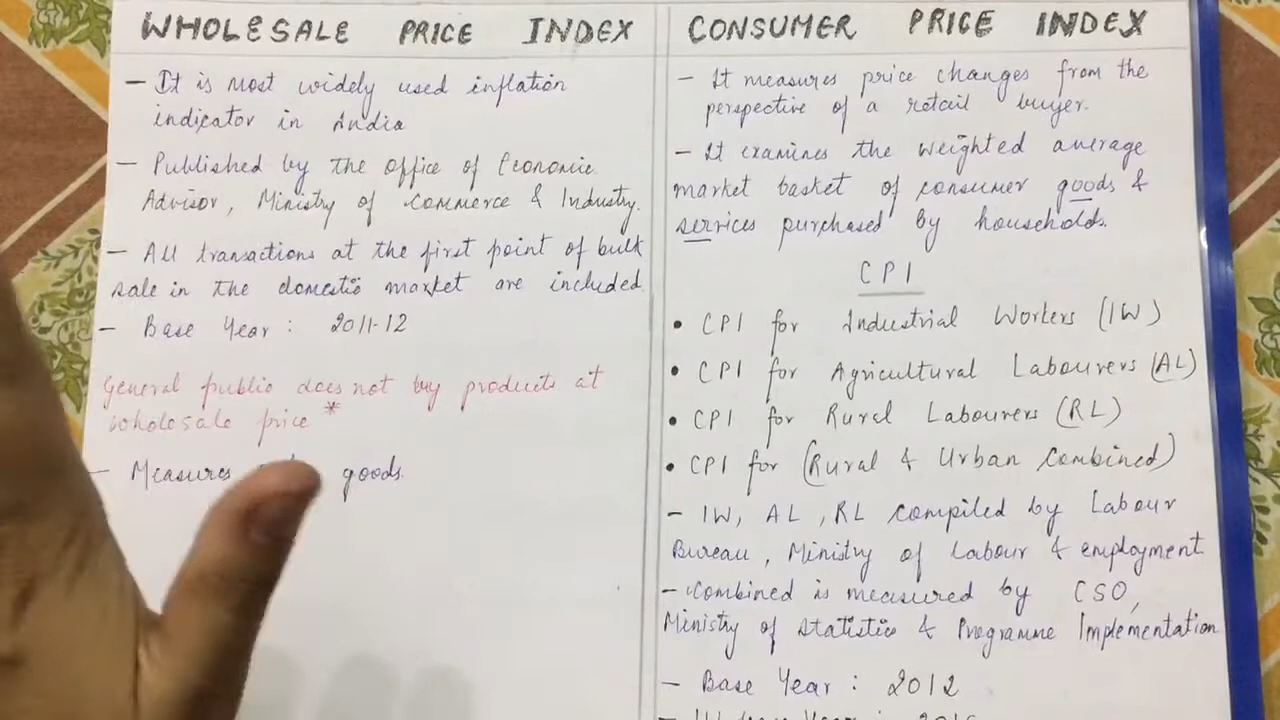 WHOLESALE PRICE INDEX
- It is most widely used inflation
indicator in India
- Published by the office of Economic
Advisor, Ministry of Commerce & Industry.
- All transactions at the first point of bulk
sale in the domestic market are included.
- Base Year : 2011-12
General public does not buy products at
wholesale price *
- Measures goods.
CONSUMER PRICE INDEX
- It measures price changes from the
perspective of a retail buyer.
- It examines the weighted average
market basket of consumer goods &
services purchased by households.
CPI
• CPI for Industrial Workers (IW)
• CPI for Agricultural Labourers (AL)
• CPI for Rural Labourers (RL)
• CPI for (Rural & Urban Combined)
- IW, AL, RL compiled by Labour
Bureau, Ministry of Labour & employment
- Combined is measured by CSO,
Ministry of Statistics & Programme Implementation
- Base Year : 2012